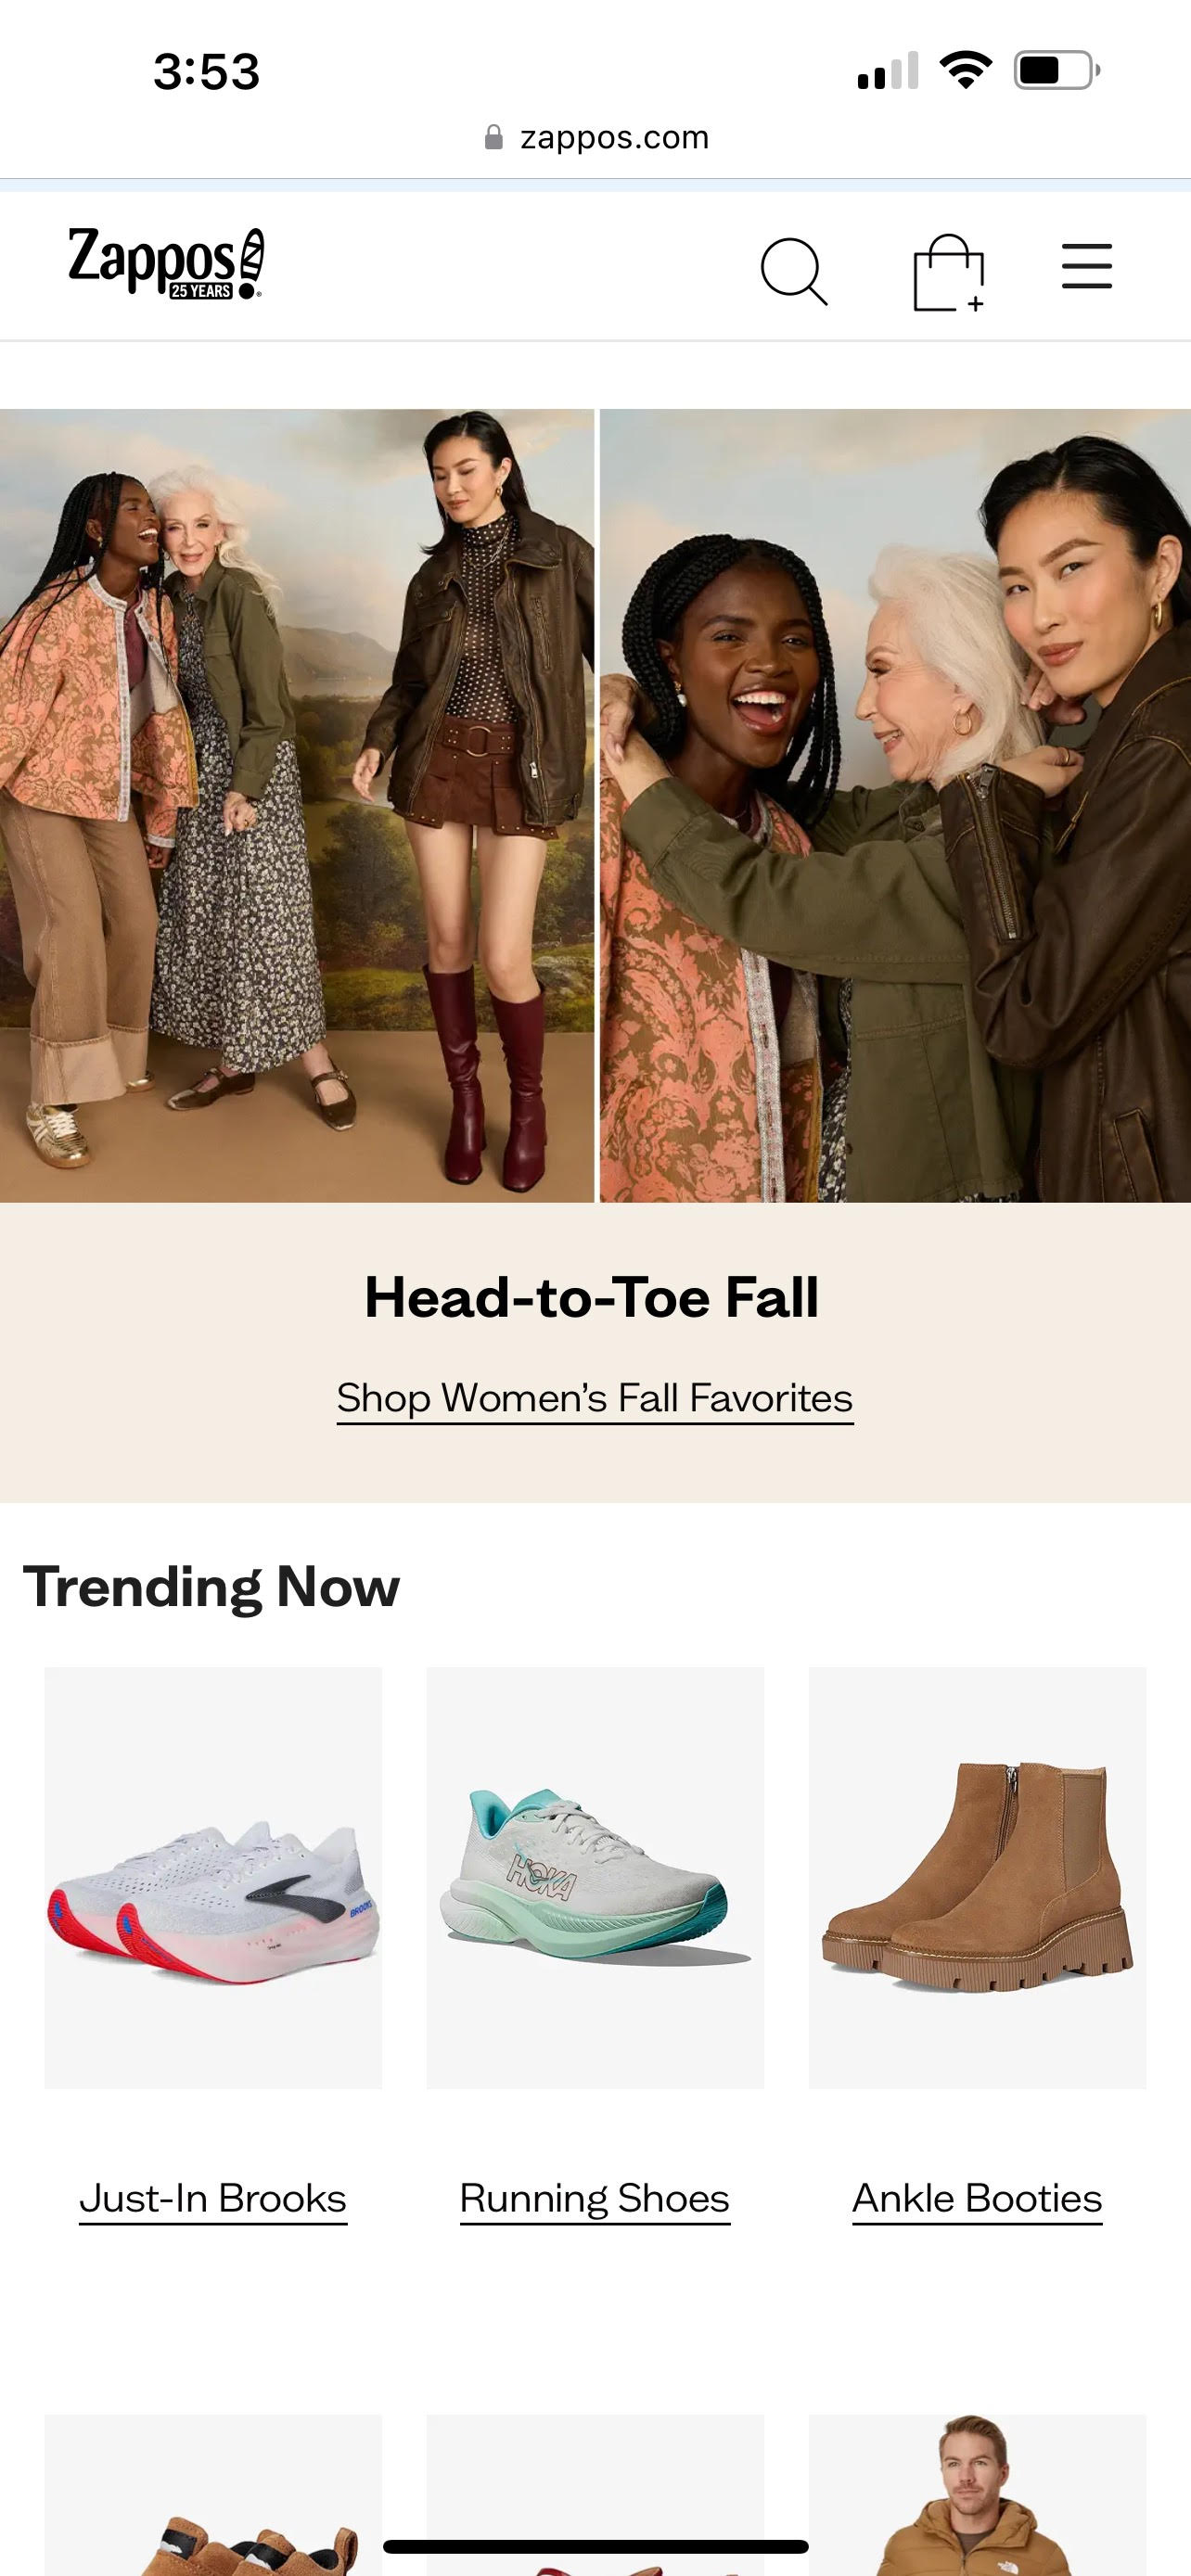 3:53
zappos.com
Zappos!
25 YEARS
Head-to-Toe Fall
Shop Women's Fall Favorites
Trending Now
BROOKS
HOKA
Just-In Brooks
Running Shoes
Ankle Booties